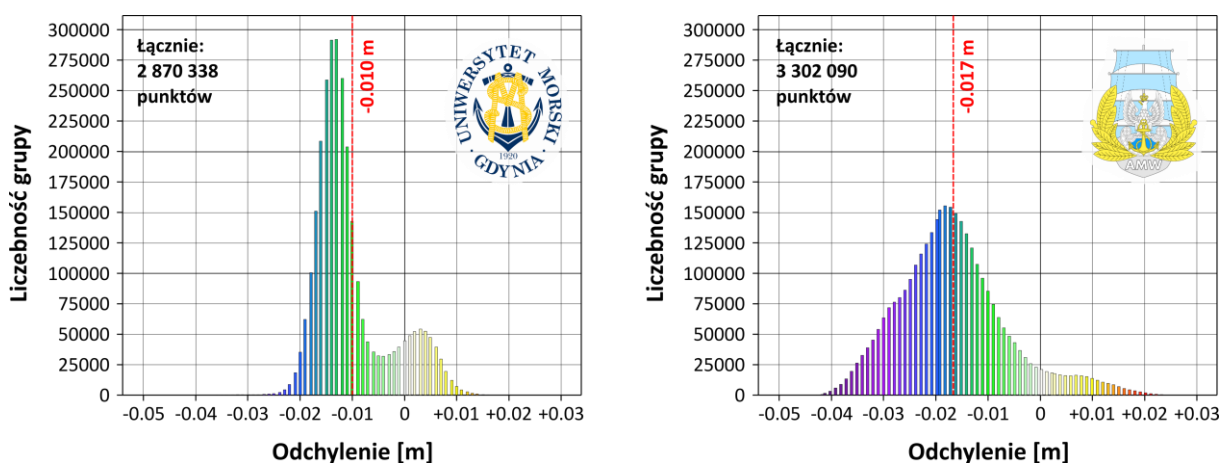 300000
275000
250000
225000
200000
175000
150000
125000
100000
75000
50000
25000
0
Liczebność grupy
Łącznie:
2 870 338
punktów
-0.010 m
UNIWERSYTET MORSKI
· GDYNIA ·
1920
-0.05 -0.04 -0.03 -0.02 -0.01 0 +0.01 +0.02 +0.03
Odchylenie [m]
300000
275000
250000
225000
200000
175000
150000
125000
100000
75000
50000
25000
0
Liczebność grupy
Łącznie:
3 302 090
punktów
-0.017 m
AMW
-0.05 -0.04 -0.03 -0.02 -0.01 0 +0.01 +0.02 +0.03
Odchylenie [m]